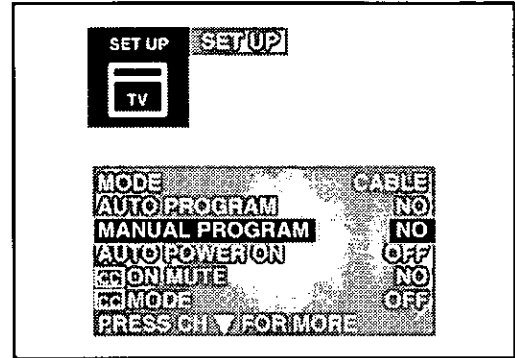 SET UP SET UP
TV
MODE CABLE
AUTO PROGRAM NO
MANUAL PROGRAM NO
AUTO POWER ON OFF
CC ON MUTE NO
CC MODE OFF
PRESS CH ▼ FOR MORE